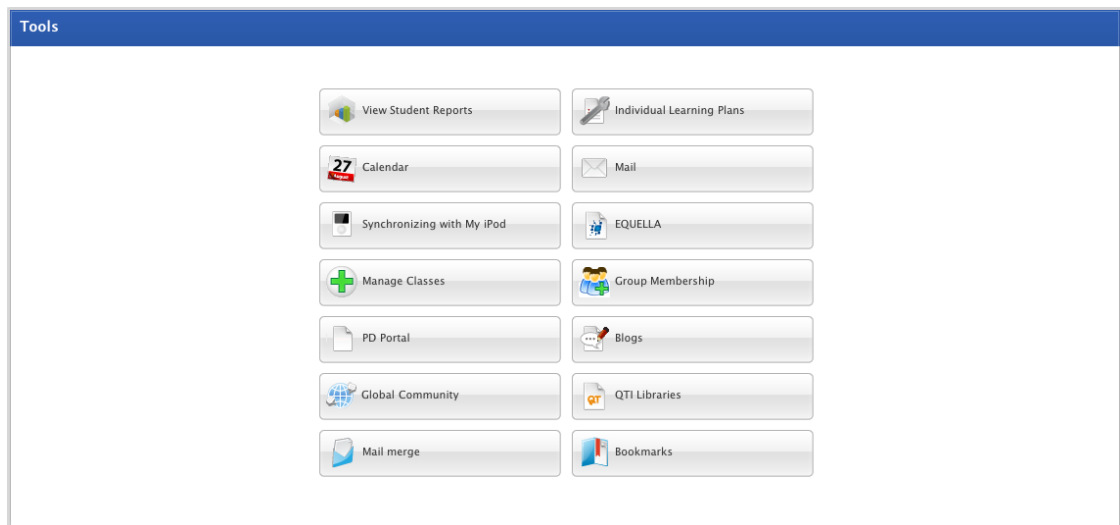 Tools
View Student Reports
Individual Learning Plans
27
August
Calendar
Mail
Synchronizing with My iPod
EQUELLA
Manage Classes
Group Membership
PD Portal
Blogs
Global Community
QT
QTI Libraries
Mail merge
Bookmarks